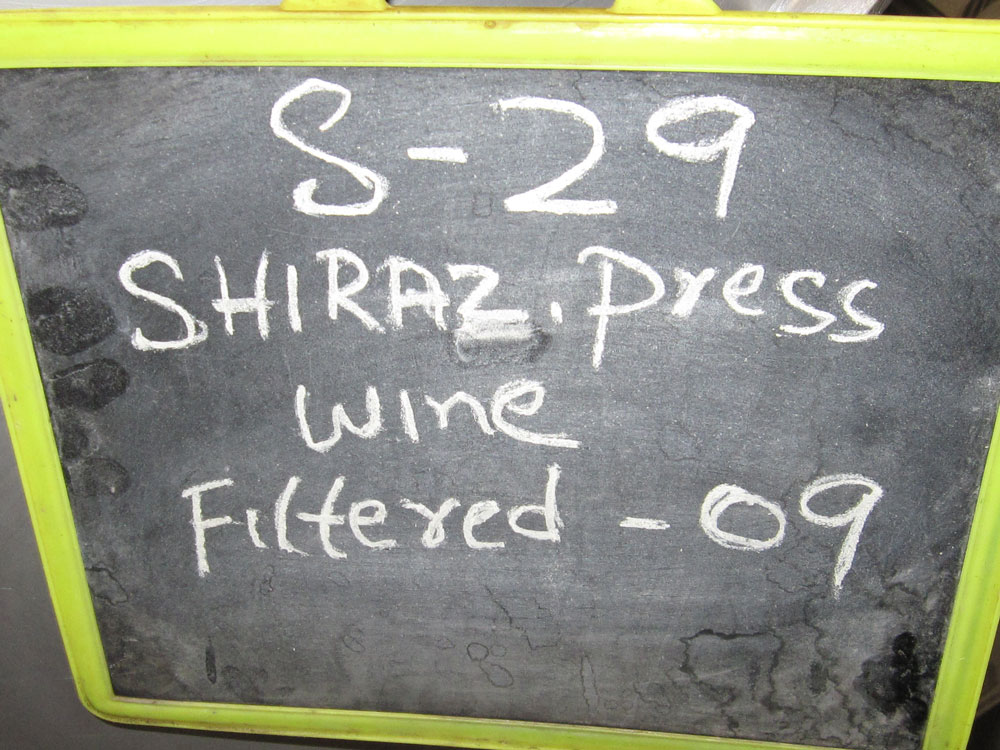 S-29
SHIRAZ. Press
Wine
Filtered - 09